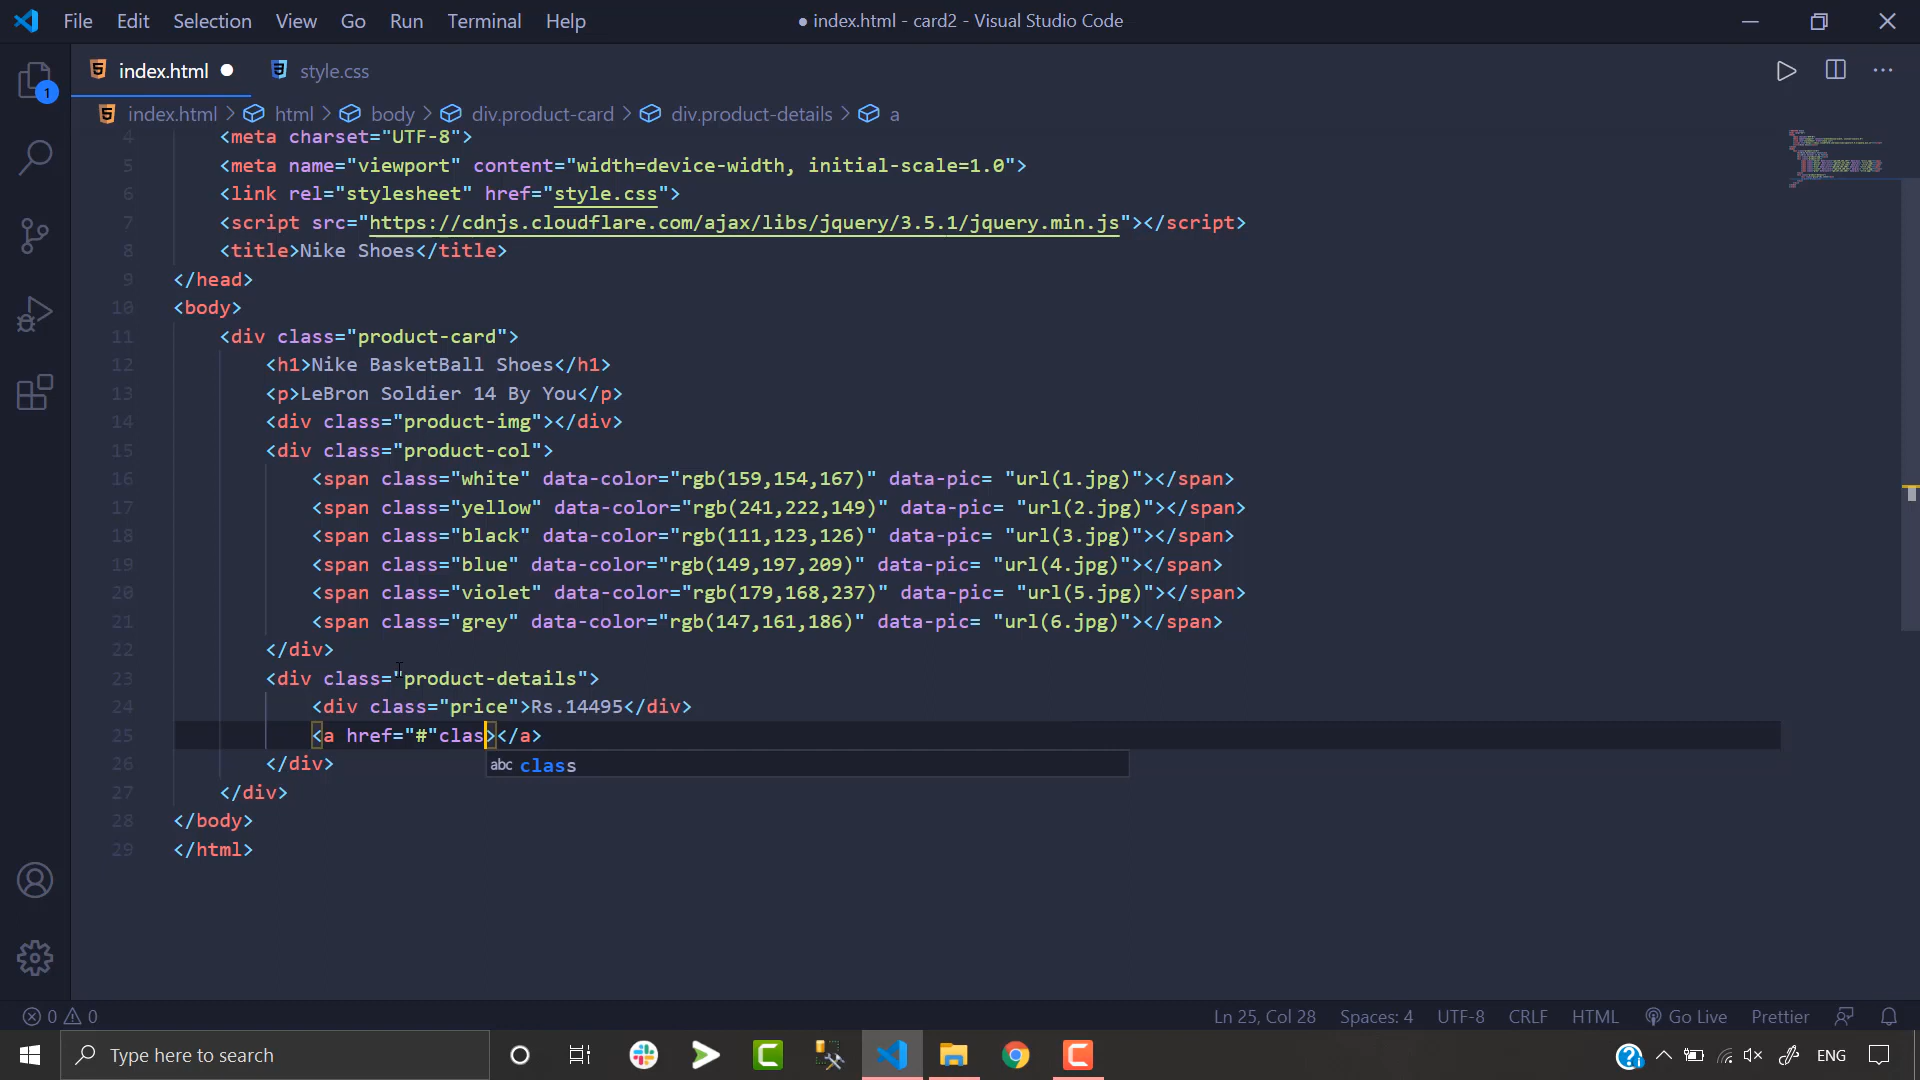 File Edit Selection View Go Run Terminal Help ● index.html - card2 - Visual Studio Code
index.html ● style.css
index.html > html > body > div.product-card > div.product-details > a
1
4 <meta charset="UTF-8">
5 <meta name="viewport" content="width=device-width, initial-scale=1.0">
6 <link rel="stylesheet" href="style.css">
7 <script src="https://cdnjs.cloudflare.com/ajax/libs/jquery/3.5.1/jquery.min.js"></script>
8 <title>Nike Shoes</title>
9 </head>
10 <body>
11 <div class="product-card">
12 <h1>Nike BasketBall Shoes</h1>
13 <p>LeBron Soldier 14 By You</p>
14 <div class="product-img"></div>
15 <div class="product-col">
16 <span class="white" data-color="rgb(159,154,167)" data-pic= "url(1.jpg)"></span>
17 <span class="yellow" data-color="rgb(241,222,149)" data-pic= "url(2.jpg)"></span>
18 <span class="black" data-color="rgb(111,123,126)" data-pic= "url(3.jpg)"></span>
19 <span class="blue" data-color="rgb(149,197,209)" data-pic= "url(4.jpg)"></span>
20 <span class="violet" data-color="rgb(179,168,237)" data-pic= "url(5.jpg)"></span>
21 <span class="grey" data-color="rgb(147,161,186)" data-pic= "url(6.jpg)"></span>
22 </div>
23 <div class="product-details">
24 <div class="price">Rs.14495</div>
25 <a href="#"clas></a>
abc class
26 </div>
27 </div>
28 </body>
29 </html>
0 0 Ln 25, Col 28 Spaces: 4 UTF-8 CRLF HTML Go Live Prettier
Type here to search ENG